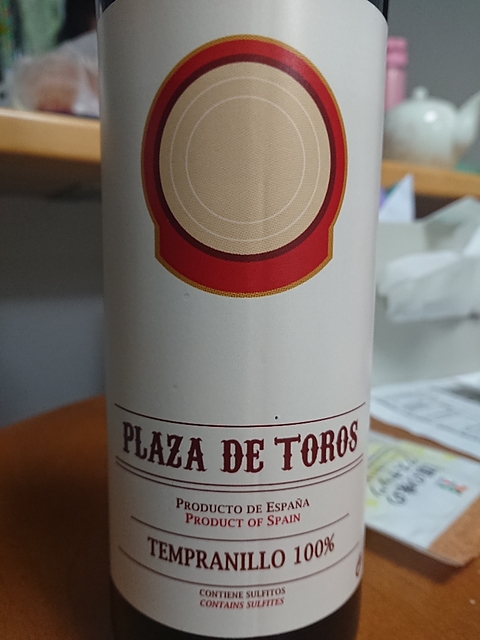 PLAZA DE TOROS
PRODUCTO DE ESPAÑA
PRODUCT OF SPAIN
TEMPRANILLO 100%
CONTIENE SULFITOS
CONTAINS SULFITES